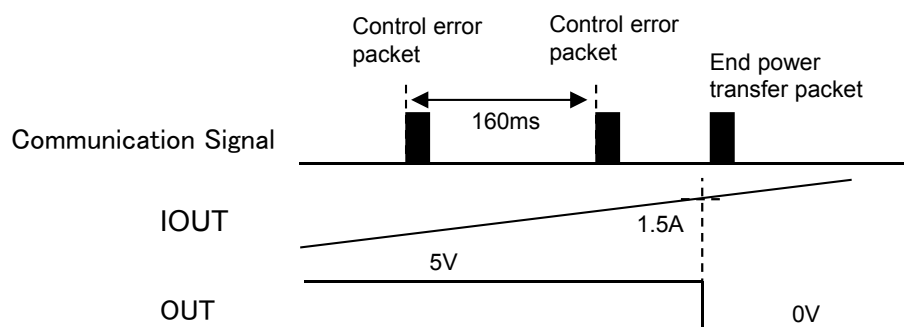 Control error
packet
Control error
packet
End power
transfer packet
160ms
Communication Signal
IOUT
1.5A
5V
OUT
0V